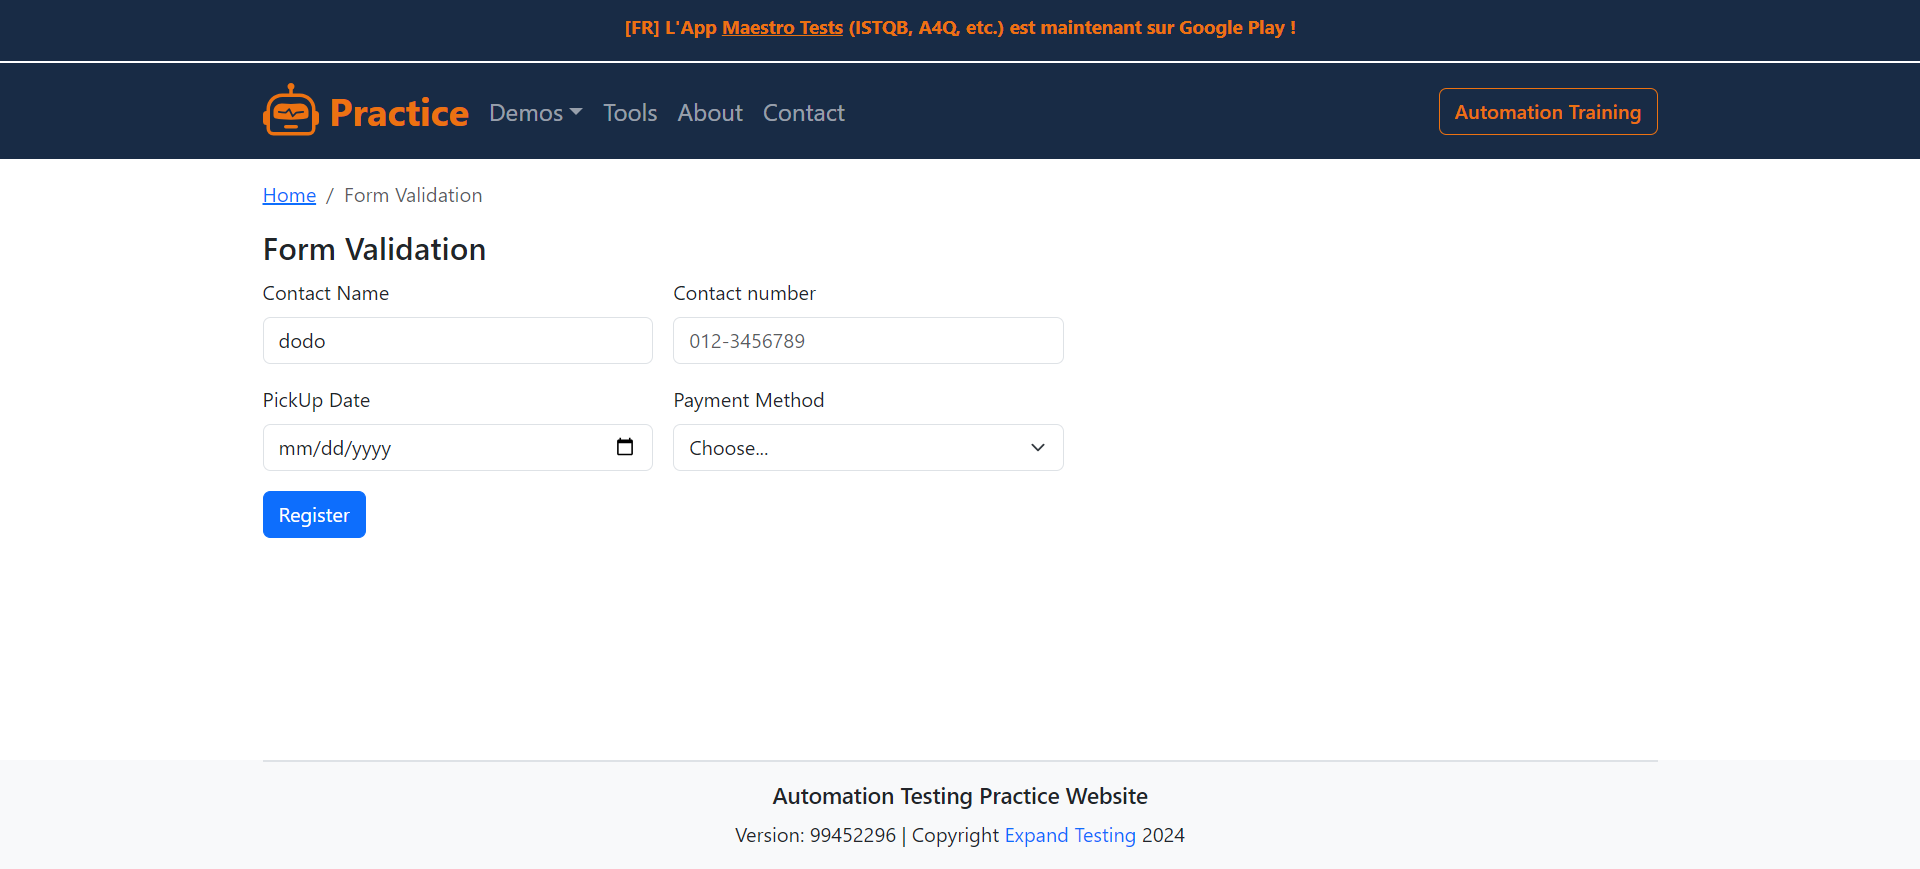 [FR] L'App Maestro Tests (ISTQB, A4Q, etc.) est maintenant sur Google Play !
Practice Demos Tools About Contact Automation Training
Home / Form Validation
Form Validation
Contact Name Contact number
dodo 012-3456789
PickUp Date Payment Method
mm/dd/yyyy Choose...
Register
Automation Testing Practice Website
Version: 99452296 | Copyright Expand Testing 2024